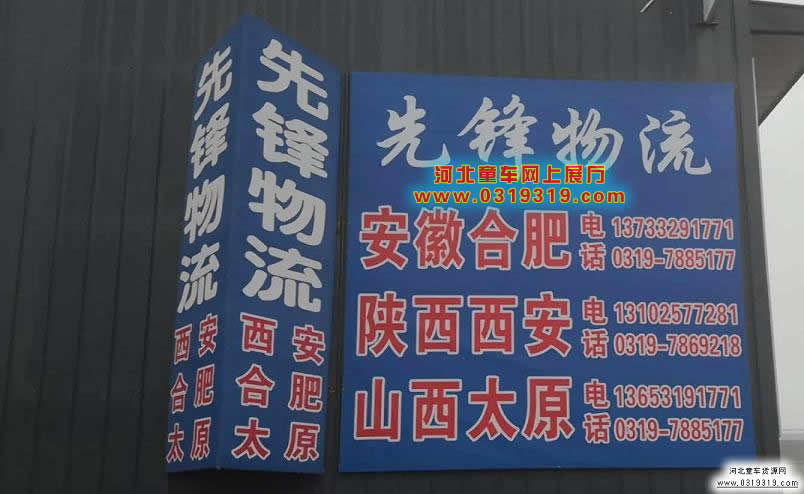 先锋物流
西安
合肥
太原
先锋物流
西安
合肥
太原
先锋物流
河北童车网上展厅
www.0319319.com
安徽合肥 电话 13733291771
0319-7885177
陕西西安 电话 13102577281
0319-7869218
山西太原 电话 13653191771
0319-7885177
河北童车货源网
www.0319319.com